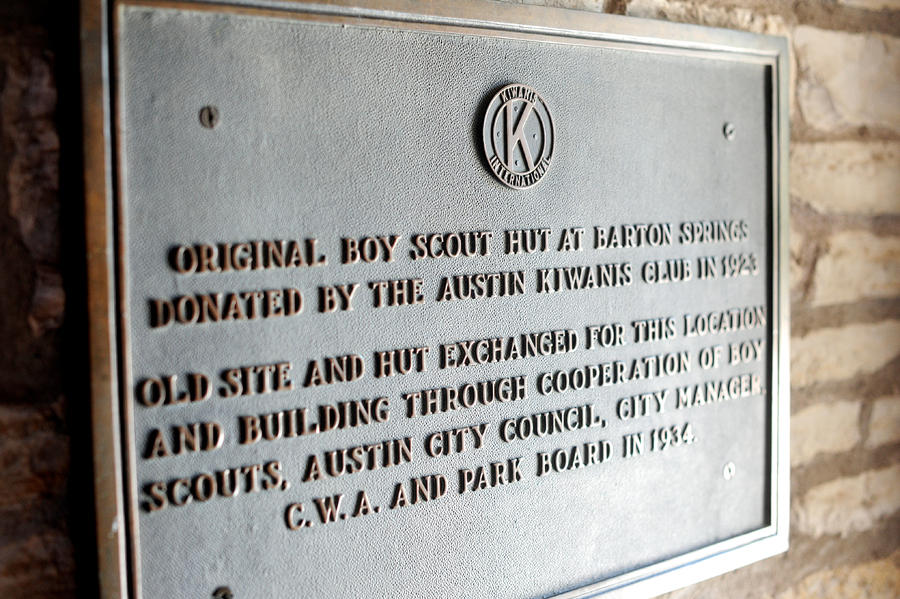 KIWANIS
K
INTERNATIONAL
ORIGINAL BOY SCOUT HUT AT BARTON SPRINGS
DONATED BY THE AUSTIN KIWANIS CLUB IN 1923
OLD SITE AND HUT EXCHANGED FOR THIS LOCATION
AND BUILDING THROUGH COOPERATION OF BOY
SCOUTS, AUSTIN CITY COUNCIL, CITY MANAGER,
C.W.A. AND PARK BOARD IN 1934.